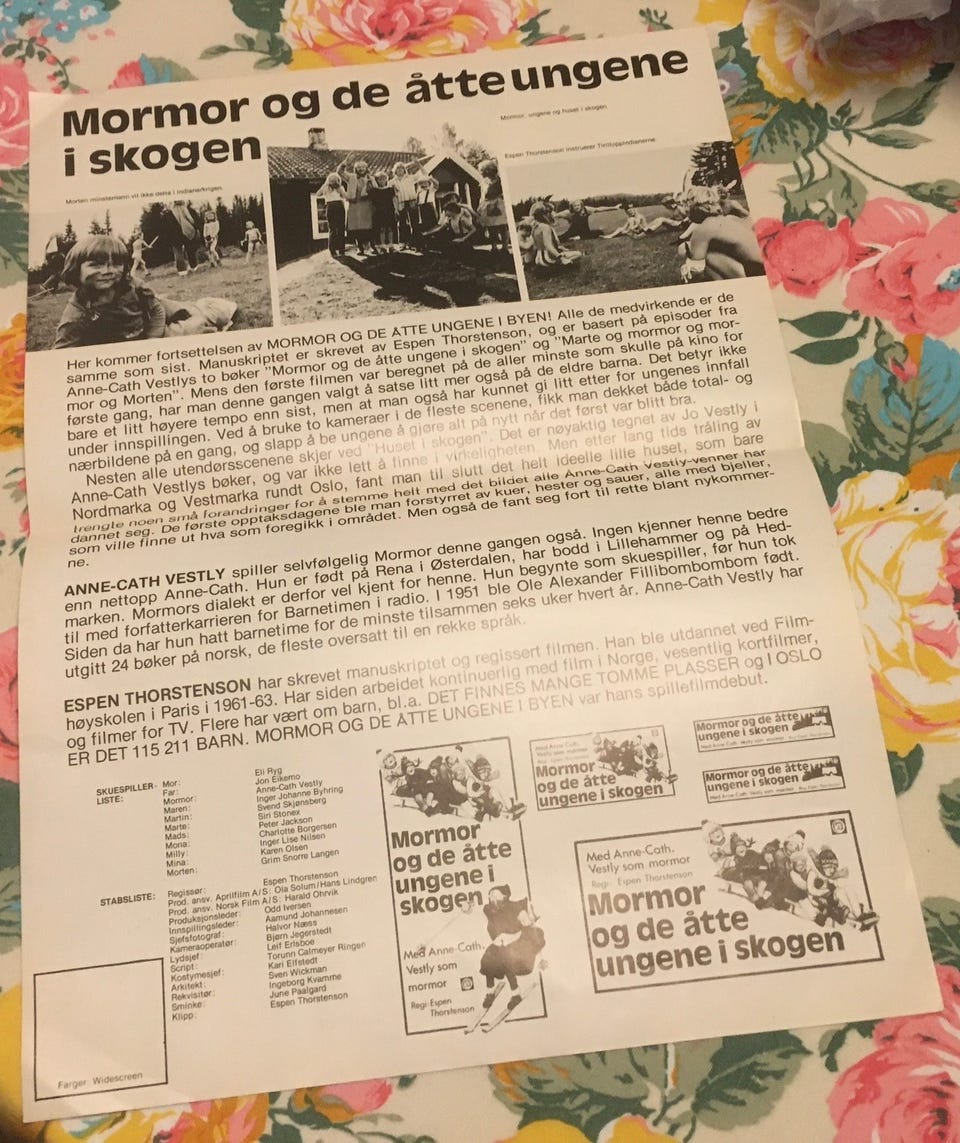 Mormor og de åtte ungene
i skogen
Mormor, ungene og huset i skogen.
Morten minstemann vil ikke delta i indianerkrigen.
Espen Thorstenson instruerer Tirilltoppindianerne
Her kommer fortsettelsen av MORMOR OG DE ÅTTE UNGENE I BYEN! Alle de medvirkende er de
samme som sist. Manuskriptet er skrevet av Espen Thorstenson, og er basert på episoder fra
Anne-Cath Vestlys to bøker "Mormor og de åtte ungene i skogen" og "Marte og mormor og mor-
mor og Morten". Mens den første filmen var beregnet på de aller minste som skulle på kino for
første gang, har man denne gangen valgt å satse litt mer også på de eldre barna. Det betyr ikke
bare et litt høyere tempo enn sist, men at man også har kunnet gi litt etter for ungenes innfall
under innspillingen. Ved å bruke to kameraer i de fleste scenene, fikk man dekket både total- og
nærbildene på en gang, og slapp å be ungene å gjøre alt på nytt når det først var blitt bra.
Nesten alle utendørsscenene skjer ved "Huset i skogen". Det er nøyaktig tegnet av Jo Vestly i
Anne-Cath Vestlys bøker, og var ikke lett å finne i virkeligheten. Men etter lang tids tråling av
Nordmarka og Vestmarka rundt Oslo, fant man til slutt det helt ideelle lille huset, som bare
trengte noen små forandringer for å stemme helt med det bildet alle Anne-Cath Vestly-venner har
dannet seg. De første opptaksdagene ble man forstyrret av kuer, hester og sauer, alle med bjeller,
som ville finne ut hva som foregikk i området. Men også de fant seg fort til rette blant nykommer-
ne.
ANNE-CATH VESTLY spiller selvfølgelig Mormor denne gangen også. Ingen kjenner henne bedre
enn nettopp Anne-Cath. Hun er født på Rena i Østerdalen, har bodd i Lillehammer og på Hed-
marken. Mormors dialekt er derfor vel kjent for henne. Hun begynte som skuespiller, før hun tok
til med forfatterkarrieren for Barnetimen i radio. I 1951 ble Ole Alexander Fillibombombom født.
Siden da har hun hatt barnetime for de minste tilsammen seks uker hvert år. Anne-Cath Vestly har
utgitt 24 bøker på norsk, de fleste oversatt til en rekke språk.
ESPEN THORSTENSON har skrevet manuskriptet og regissert filmen. Han ble utdannet ved Film-
høyskolen i Paris i 1961-63. Har siden arbeidet kontinuerlig med film i Norge, vesentlig kortfilmer,
og filmer for TV. Flere har vært om barn, bl.a. DET FINNES MANGE TOMME PLASSER og I OSLO
ER DET 115 211 BARN. MORMOR OG DE ÅTTE UNGENE I BYEN var hans spillefilmdebut.
SKUESPILLER-
LISTE:
Mor: Eli Ryg
Far: Jon Eikemo
Mormor: Anne-Cath Vestly
Maren: Inger Johanne Byhring
Martin: Svend Skjønsberg
Marte: Siri Stonex
Mads: Peter Jackson
Mona: Charlotte Borgersen
Milly: Inger Lise Nilsen
Mina: Karen Olsen
Morten: Grim Snorre Langen
STABSLISTE:
Regissør: Espen Thorstenson
Prod. ansv. Aprilfilm A/S: Ola Solum/Hans Lindgren
Prod. ansv. Norsk Film A/S: Harald Ohrvik
Produksjonsleder: Odd Iversen
Innspillingsleder: Aamund Johannesen
Sjefsfotograf: Halvor Næss
Kameraoperatør: Bjørn Jegerstedt
Lydsjef: Leif Erlsboe
Script: Torunn Calmeyer Ringen
Kostymesjef: Kari Elfstedt
Arkitekt: Sven Wickman
Rekvisitør: Ingeborg Kvamme
Sminke: June Paalgard
Klipp: Espen Thorstenson
Farger Widescreen
Mormor
og de åtte
ungene i
skogen
Med Anne-Cath.
Vestly som
mormor
Regi: Espen
Thorstenson
Med Anne-Cath.
Vestly som mormor
Mormor
og de åtte
ungene i skogen
Mormor og de åtte
ungene i skogen
Med Anne-Cath. Vestly som mormor
Mormor og de åtte
ungene i skogen
Med Anne-Cath. Vestly som mormor
Med Anne-Cath.
Vestly som mormor
Regi: Espen Thorstenson
Mormor
og de åtte
ungene i skogen